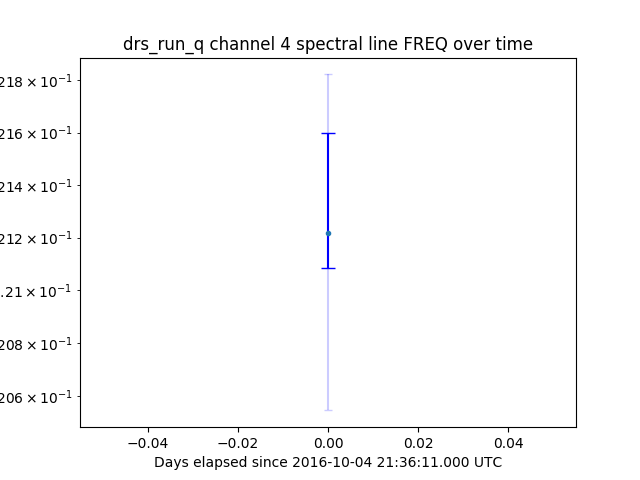 drs_run_q channel 4 spectral line FREQ over time
218 × 10⁻¹
216 × 10⁻¹
214 × 10⁻¹
212 × 10⁻¹
.21 × 10⁻¹
208 × 10⁻¹
206 × 10⁻¹
−0.04 −0.02 0.00 0.02 0.04
Days elapsed since 2016-10-04 21:36:11.000 UTC